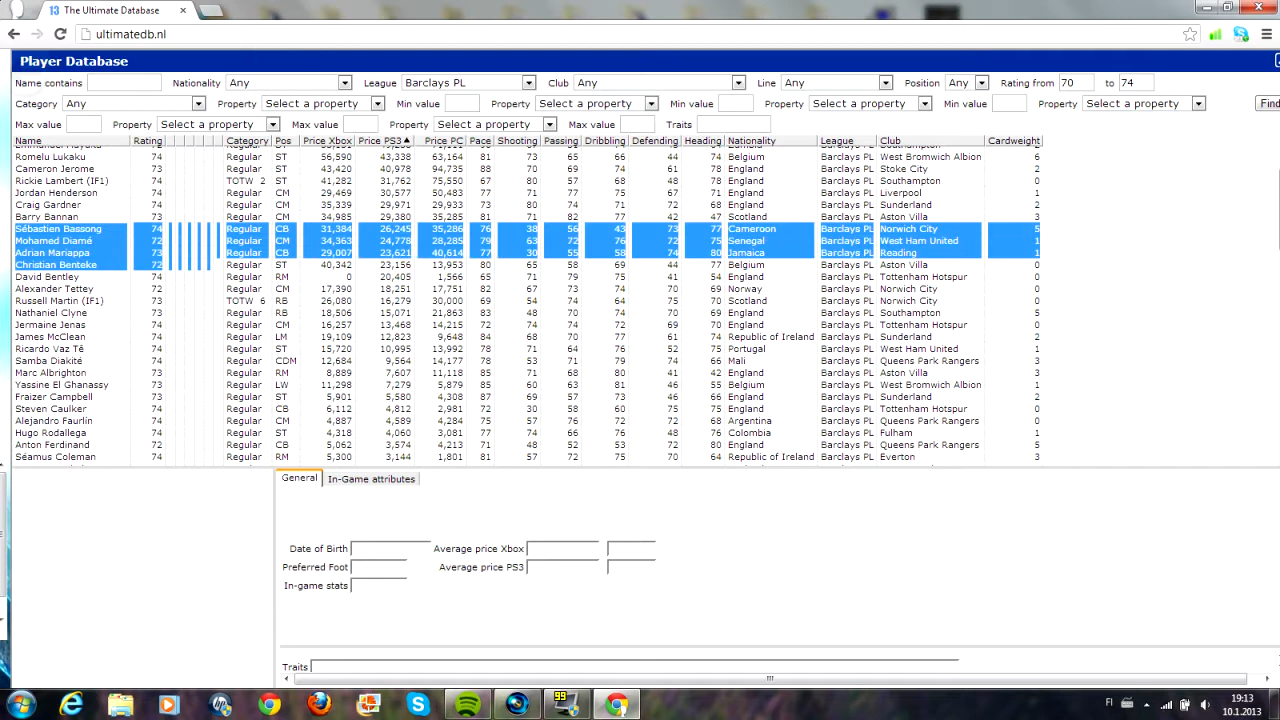 13 The Ultimate Database
ultimatedb.nl
Player Database
Name contains Nationality Any League Barclays PL Club Any Line Any Position Any Rating from 70 to 74
Category Any Property Select a property Min value Property Select a property Min value Property Select a property Min value Property Select a property Find
Max value Property Select a property Max value Property Select a property Max value Traits
Name Rating Category Pos Price Xbox Price PS3 Price PC Pace Shooting Passing Dribbling Defending Heading Nationality League Club Cardweight
Romelu Lukaku 74 Regular ST 56,590 43,338 63,164 81 73 65 66 44 74 Belgium Barclays PL West Bromwich Albion 6
Cameron Jerome 73 Regular ST 43,420 40,978 94,735 88 70 69 74 61 78 England Barclays PL Stoke City 2
Rickie Lambert (IF1) 74 TOTW 2 ST 41,282 31,762 75,550 67 80 57 68 48 78 England Barclays PL Southampton 0
Jordan Henderson 74 Regular CM 29,469 30,577 50,483 77 71 77 75 67 71 England Barclays PL Liverpool 1
Craig Gardner 74 Regular CM 35,339 29,971 29,933 73 80 74 71 72 68 England Barclays PL Sunderland 2
Barry Bannan 73 Regular CM 34,985 29,380 35,285 81 71 82 77 42 47 Scotland Barclays PL Aston Villa 3
Sébastien Bassong 74 Regular CB 31,384 26,245 35,286 76 38 56 43 73 77 Cameroon Barclays PL Norwich City 5
Mohamed Diamé 72 Regular CM 34,363 24,778 28,285 79 63 72 76 72 75 Senegal Barclays PL West Ham United 1
Adrian Mariappa 73 Regular CB 29,007 23,621 40,614 77 30 55 58 74 80 Jamaica Barclays PL Reading 1
Christian Benteke 72 Regular ST 40,342 23,156 13,953 80 65 58 69 44 77 Belgium Barclays PL Aston Villa 0
David Bentley 74 Regular RM 0 20,405 1,566 65 71 79 75 41 54 England Barclays PL Tottenham Hotspur 0
Alexander Tettey 72 Regular CM 17,390 18,251 17,751 82 67 73 74 70 69 Norway Barclays PL Norwich City 0
Russell Martin (IF1) 74 TOTW 6 RB 26,080 16,279 30,000 69 54 74 64 75 70 Scotland Barclays PL Norwich City 0
Nathaniel Clyne 73 Regular RB 18,506 15,071 21,863 83 48 70 74 70 69 England Barclays PL Southampton 5
Jermaine Jenas 74 Regular CM 16,257 13,468 14,215 72 74 74 72 69 70 England Barclays PL Tottenham Hotspur 0
James McClean 74 Regular LM 19,109 12,823 9,648 84 68 70 77 61 74 Republic of Ireland Barclays PL Sunderland 2
Ricardo Vaz Tê 74 Regular ST 15,720 10,995 13,992 78 71 64 76 52 75 Portugal Barclays PL West Ham United 1
Samba Diakité 74 Regular CDM 12,684 9,564 14,177 78 53 71 79 74 66 Mali Barclays PL Queens Park Rangers 3
Marc Albrighton 73 Regular RM 8,889 7,607 11,118 85 71 68 80 41 42 England Barclays PL Aston Villa 3
Yassine El Ghanassy 73 Regular LW 11,298 7,279 5,879 85 60 63 81 46 55 Belgium Barclays PL West Bromwich Albion 1
Fraizer Campbell 73 Regular ST 5,901 5,580 4,308 87 69 57 73 46 66 England Barclays PL Sunderland 2
Steven Caulker 74 Regular CB 6,112 4,812 2,981 72 30 58 60 75 75 England Barclays PL Tottenham Hotspur 0
Alejandro Faurlín 74 Regular CM 4,887 4,589 4,284 75 57 76 72 72 68 Argentina Barclays PL Queens Park Rangers 2
Hugo Rodallega 74 Regular ST 4,318 4,060 3,081 77 74 66 76 48 76 Colombia Barclays PL Fulham 1
Anton Ferdinand 72 Regular CB 5,062 3,574 4,213 71 48 52 53 72 80 England Barclays PL Queens Park Rangers 5
Séamus Coleman 74 Regular RM 5,300 3,144 1,801 81 57 72 75 70 64 Republic of Ireland Barclays PL Everton 3
General In-Game attributes
Date of Birth Average price Xbox
Preferred Foot Average price PS3
In-game stats
Traits
FI 19:13
10.1.2013